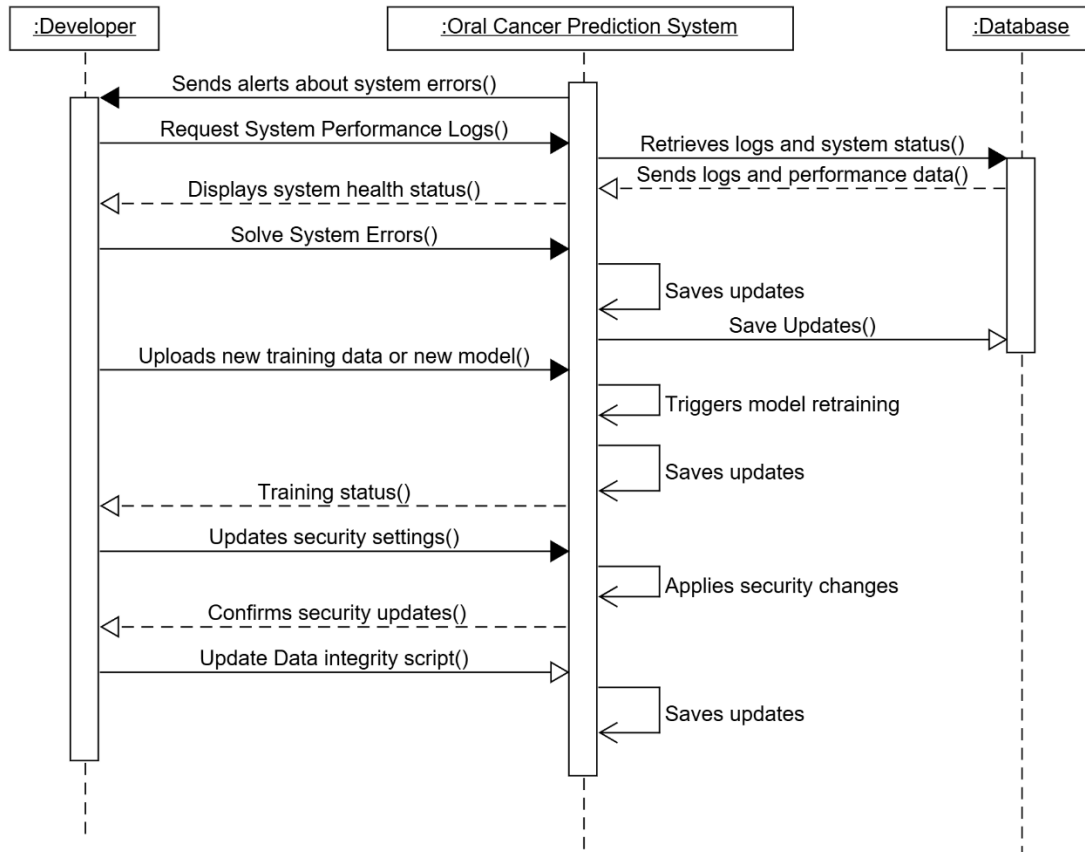 :Developer
:Oral Cancer Prediction System
:Database
Sends alerts about system errors()
Request System Performance Logs()
Retrieves logs and system status()
Sends logs and performance data()
Displays system health status()
Solve System Errors()
Saves updates
Save Updates()
Uploads new training data or new model()
Triggers model retraining
Saves updates
Training status()
Updates security settings()
Applies security changes
Confirms security updates()
Update Data integrity script()
Saves updates